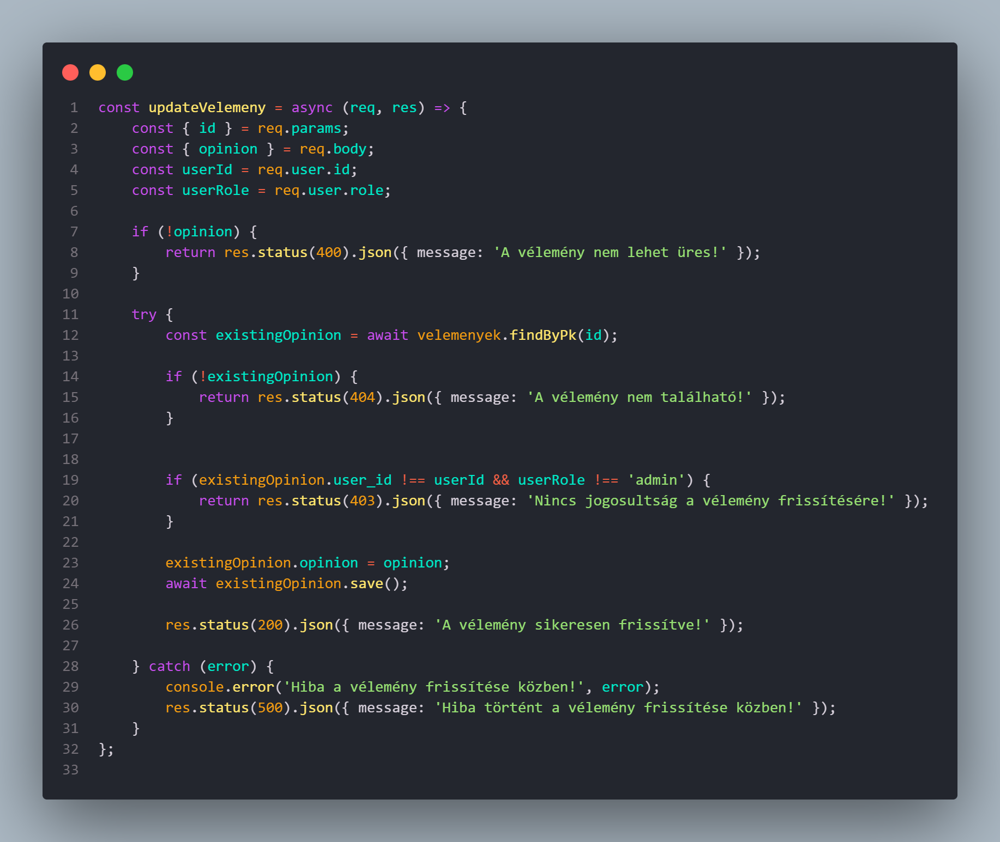 1 const updateVelemeny = async (req, res) => {
2     const { id } = req.params;
3     const { opinion } = req.body;
4     const userId = req.user.id;
5     const userRole = req.user.role;
6
7     if (!opinion) {
8         return res.status(400).json({ message: 'A vélemény nem lehet üres!' });
9     }
10
11     try {
12         const existingOpinion = await velemenyek.findByPk(id);
13
14         if (!existingOpinion) {
15             return res.status(404).json({ message: 'A vélemény nem található!' });
16         }
17
18
19         if (existingOpinion.user_id !== userId && userRole !== 'admin') {
20             return res.status(403).json({ message: 'Nincs jogosultság a vélemény frissítésére!' });
21         }
22
23         existingOpinion.opinion = opinion;
24         await existingOpinion.save();
25
26         res.status(200).json({ message: 'A vélemény sikeresen frissítve!' });
27
28     } catch (error) {
29         console.error('Hiba a vélemény frissítése közben!', error);
30         res.status(500).json({ message: 'Hiba történt a vélemény frissítése közben!' });
31     }
32 };
33